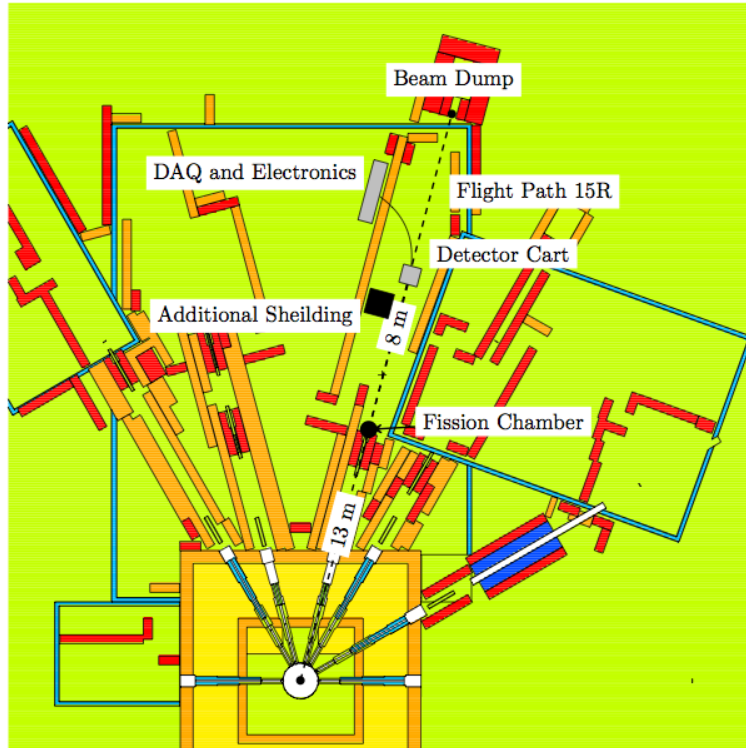 Beam Dump
DAQ and Electronics
Flight Path 15R
Detector Cart
Additional Sheilding
8 m
Fission Chamber
13 m